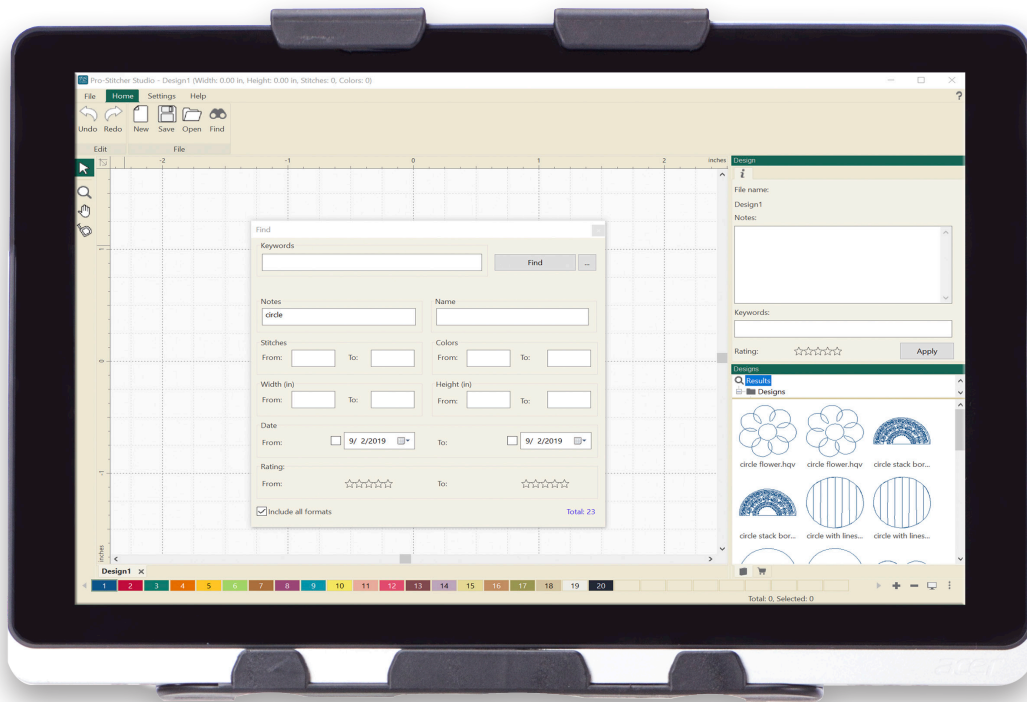 Pro-Stitcher Studio - Design1 (Width: 0.00 in, Height: 0.00 in, Stitches: 0, Colors: 0)
File Home Settings Help
?
Undo Redo New Save Open Find
Edit File
-2 -1 0 1 2 inches
1
0
-1
inches
Find
Keywords
Find ...
Notes Name
circle
Stitches Colors
From: To: From: To:
Width (in) Height (in)
From: To: From: To:
Date
From: 9/ 2/2019 To: 9/ 2/2019
Rating:
From: To:
Include all formats Total: 23
Design
i
File name:
Design1
Notes:
Keywords:
Rating: Apply
Designs
Results
Designs
circle flower.hqv circle flower.hqv circle stack bor...
circle stack bor... circle with lines... circle with lines...
Design1 x
1 2 3 4 5 6 7 8 9 10 11 12 13 14 15 16 17 18 19 20
Total: 0, Selected: 0